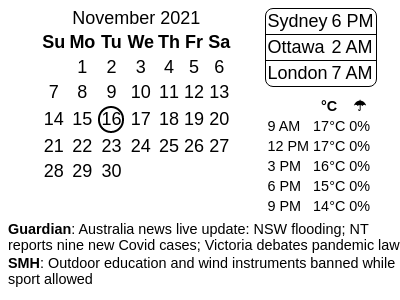 November 2021
Su Mo Tu We Th Fr Sa
1 2 3 4 5 6
7 8 9 10 11 12 13
14 15 16 17 18 19 20
21 22 23 24 25 26 27
28 29 30
Sydney 6 PM
Ottawa 2 AM
London 7 AM
°C ☂
9 AM 17°C 0%
12 PM 17°C 0%
3 PM 16°C 0%
6 PM 15°C 0%
9 PM 14°C 0%
Guardian: Australia news live update: NSW flooding; NT
reports nine new Covid cases; Victoria debates pandemic law
SMH: Outdoor education and wind instruments banned while
sport allowed